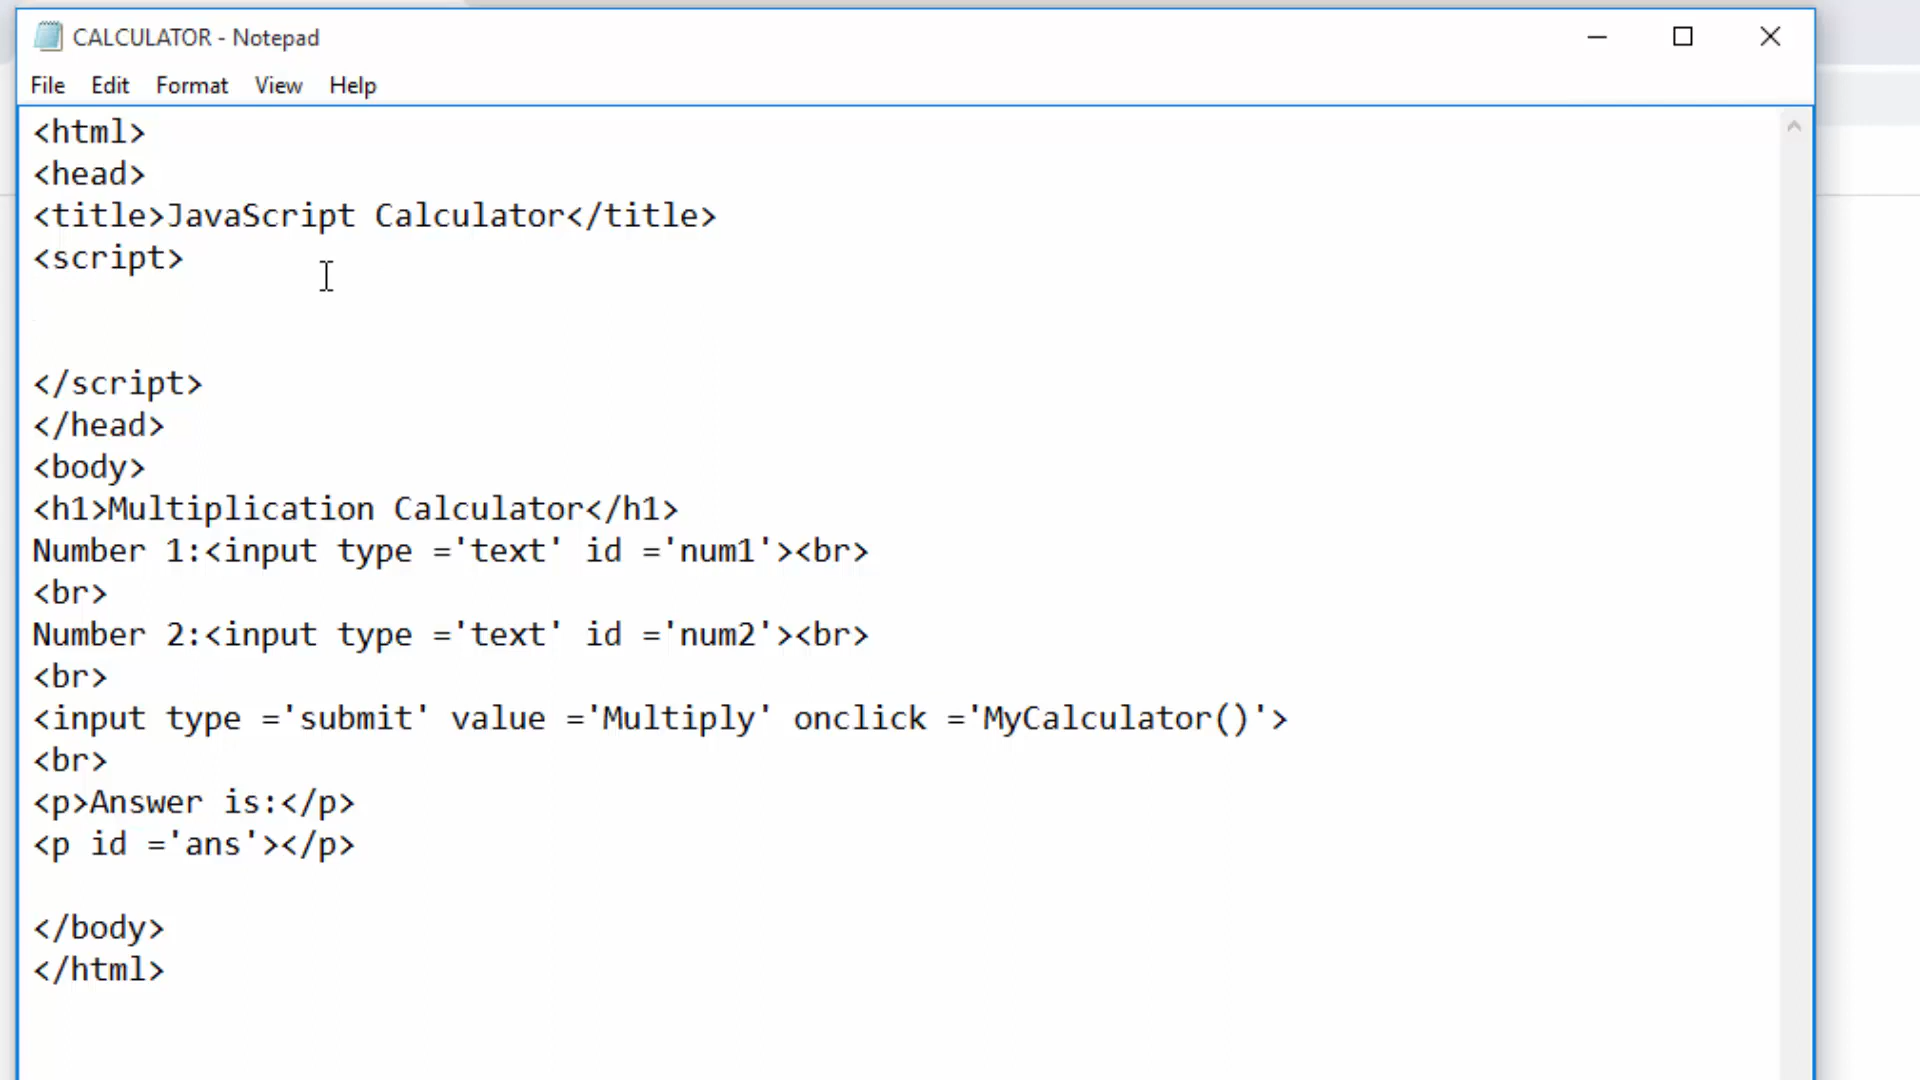 CALCULATOR - Notepad
File Edit Format View Help
<html>
<head>
<title>JavaScript Calculator</title>
<script>
</script>
</head>
<body>
<h1>Multiplication Calculator</h1>
Number 1:<input type ='text' id ='num1'><br>
<br>
Number 2:<input type ='text' id ='num2'><br>
<br>
<input type ='submit' value ='Multiply' onclick ='MyCalculator()'>
<br>
<p>Answer is:</p>
<p id ='ans'></p>
</body>
</html>